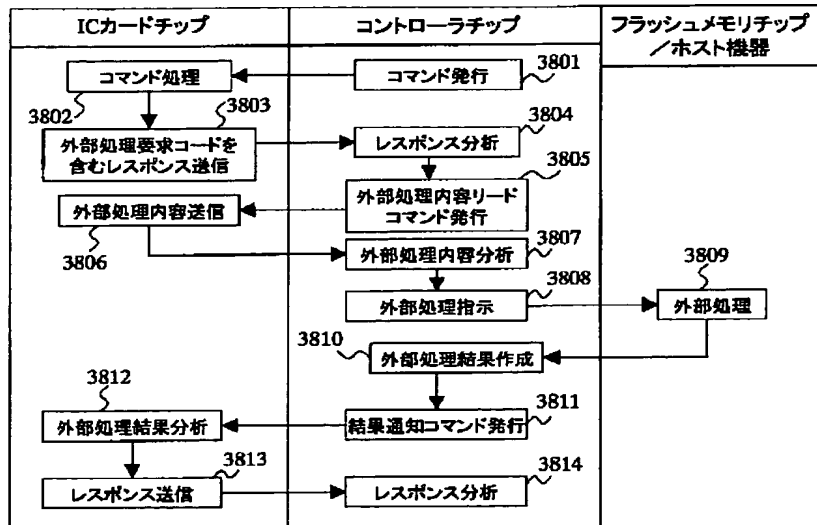 ICカードチップ
コントローラチップ
フラッシュメモリチップ
／ホスト機器
コマンド発行
3801
コマンド処理
3802
3803
外部処理要求コードを
含むレスポンス送信
3804
レスポンス分析
3805
外部処理内容リード
コマンド発行
外部処理内容送信
3806
3807
外部処理内容分析
3808
外部処理指示
3809
外部処理
3810
外部処理結果作成
3811
結果通知コマンド発行
3812
外部処理結果分析
3813
レスポンス送信
3814
レスポンス分析